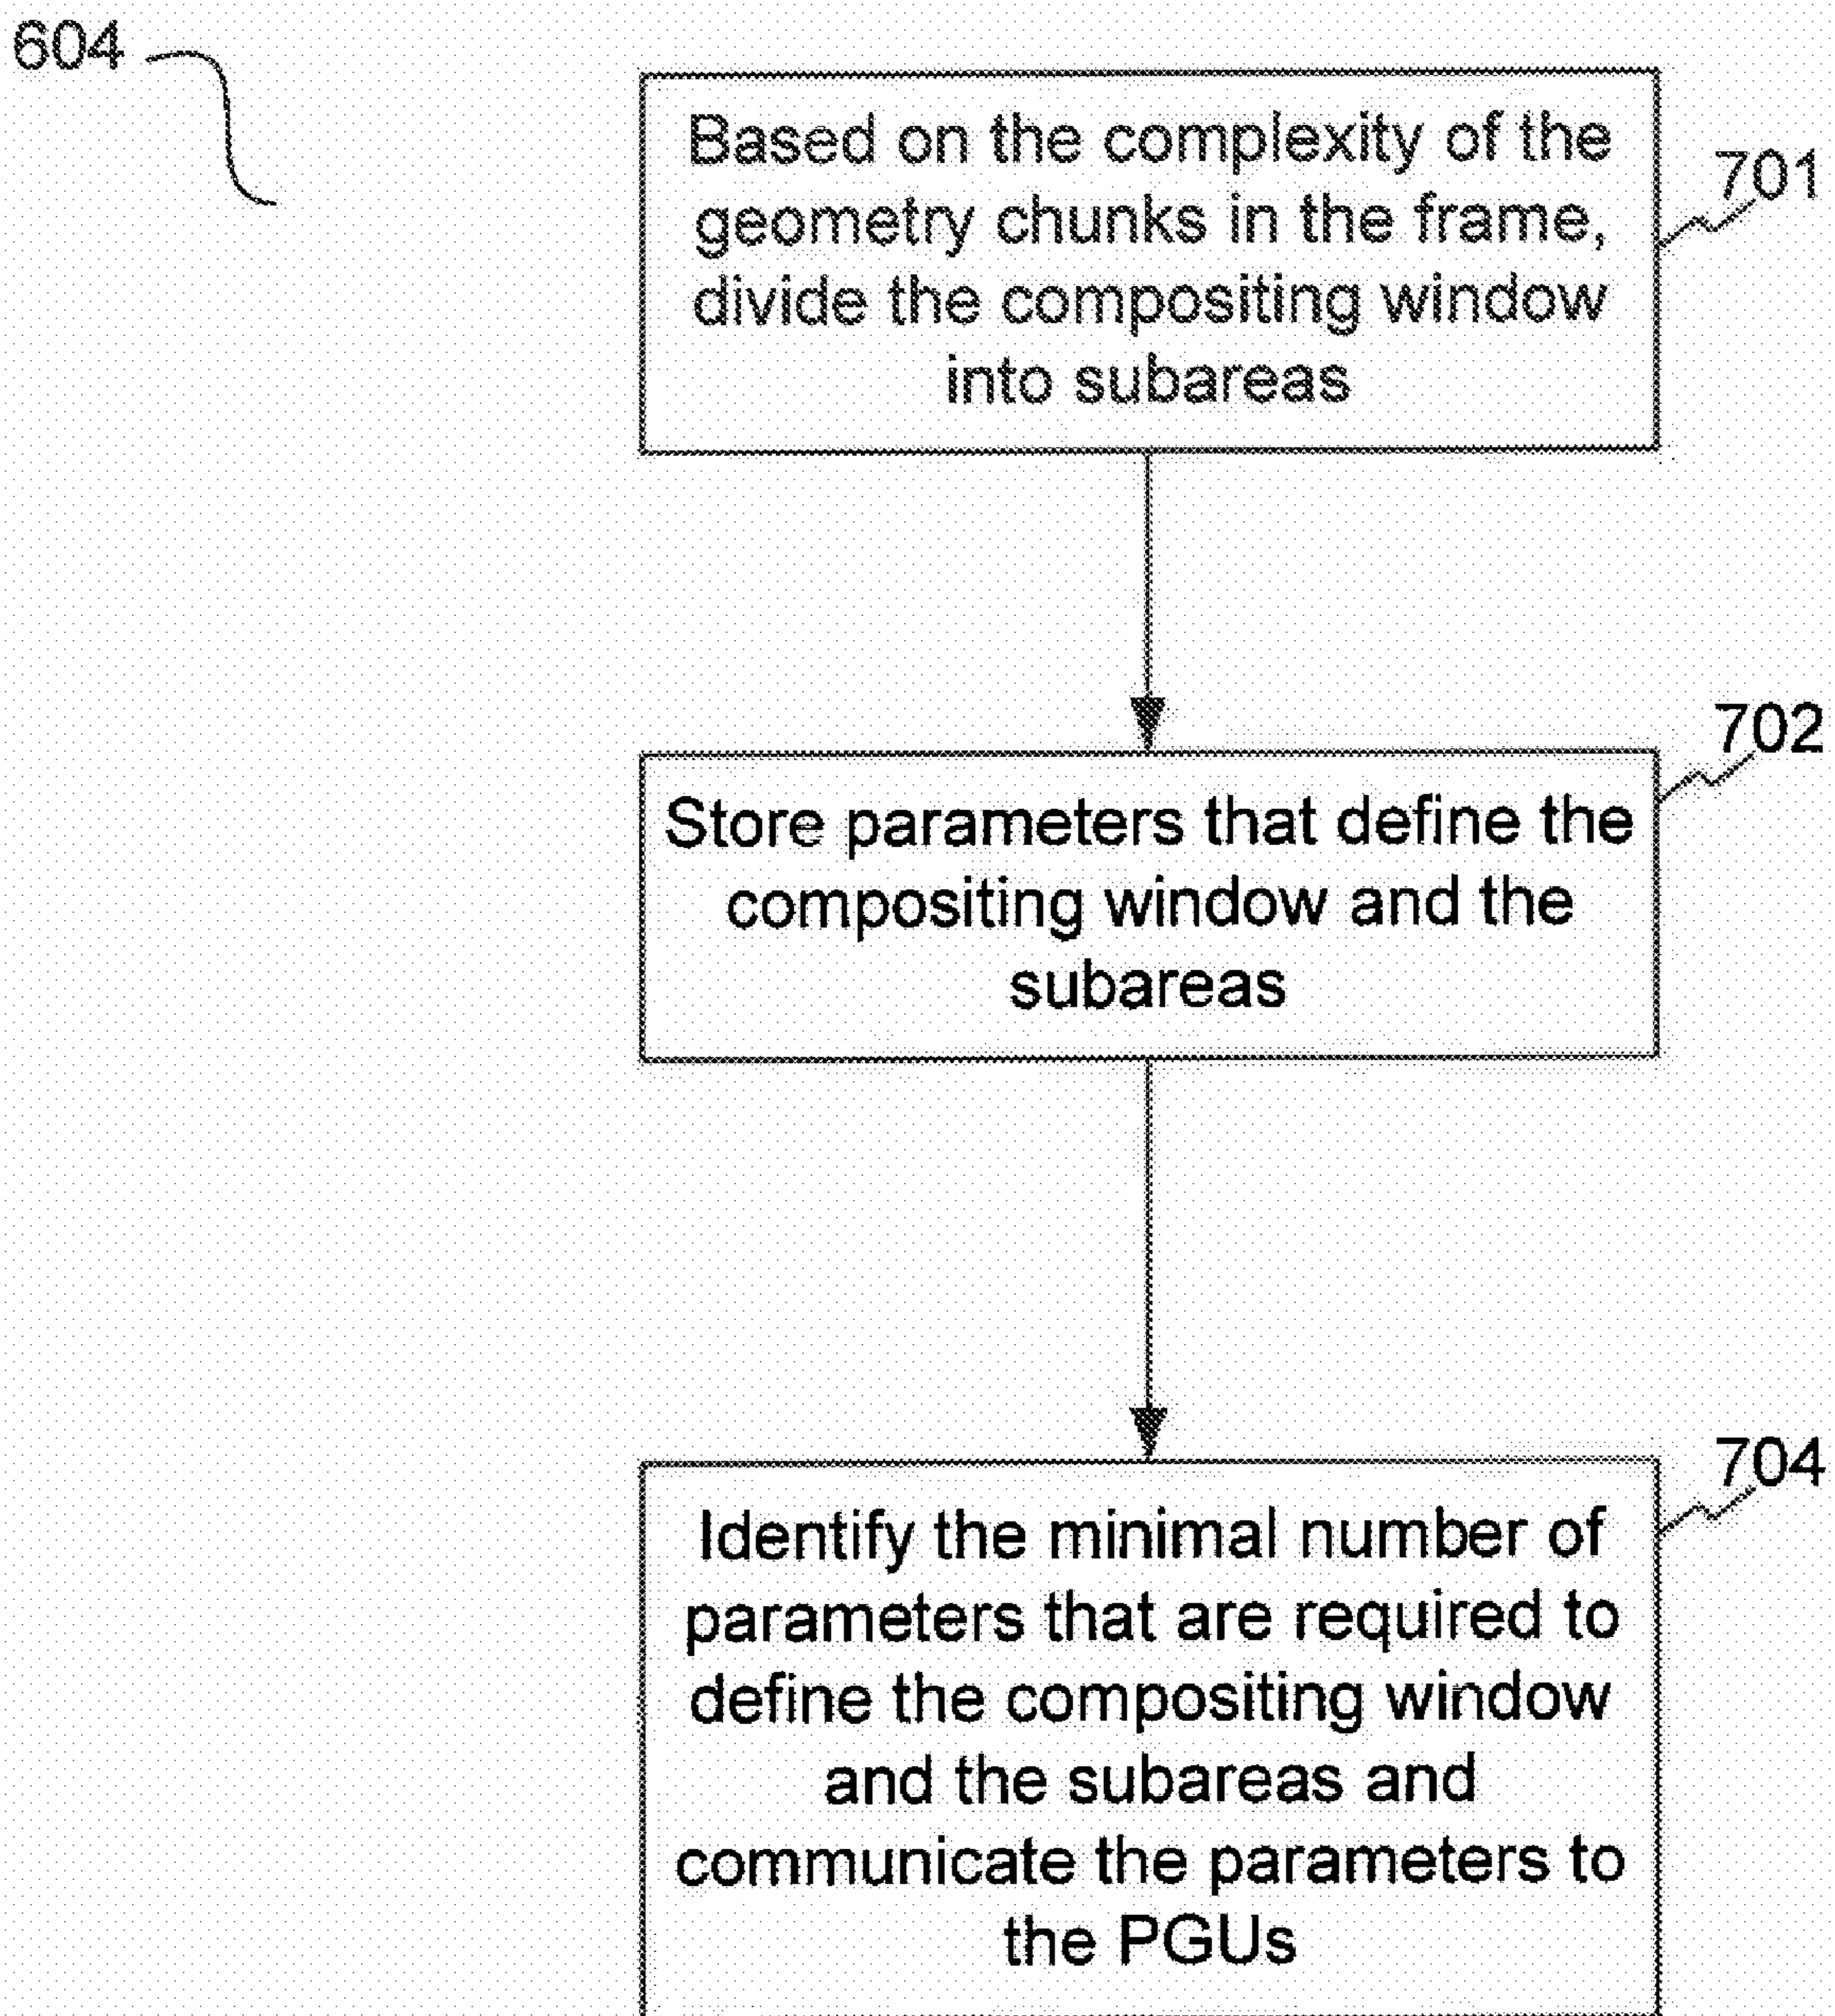 604
Based on the complexity of the
geometry chunks in the frame,
divide the compositing window
into subareas
701
Store parameters that define the
compositing window and the
subareas
702
Identify the minimal number of
parameters that are required to
define the compositing window
and the subareas and
communicate the parameters to
the PGUs
704